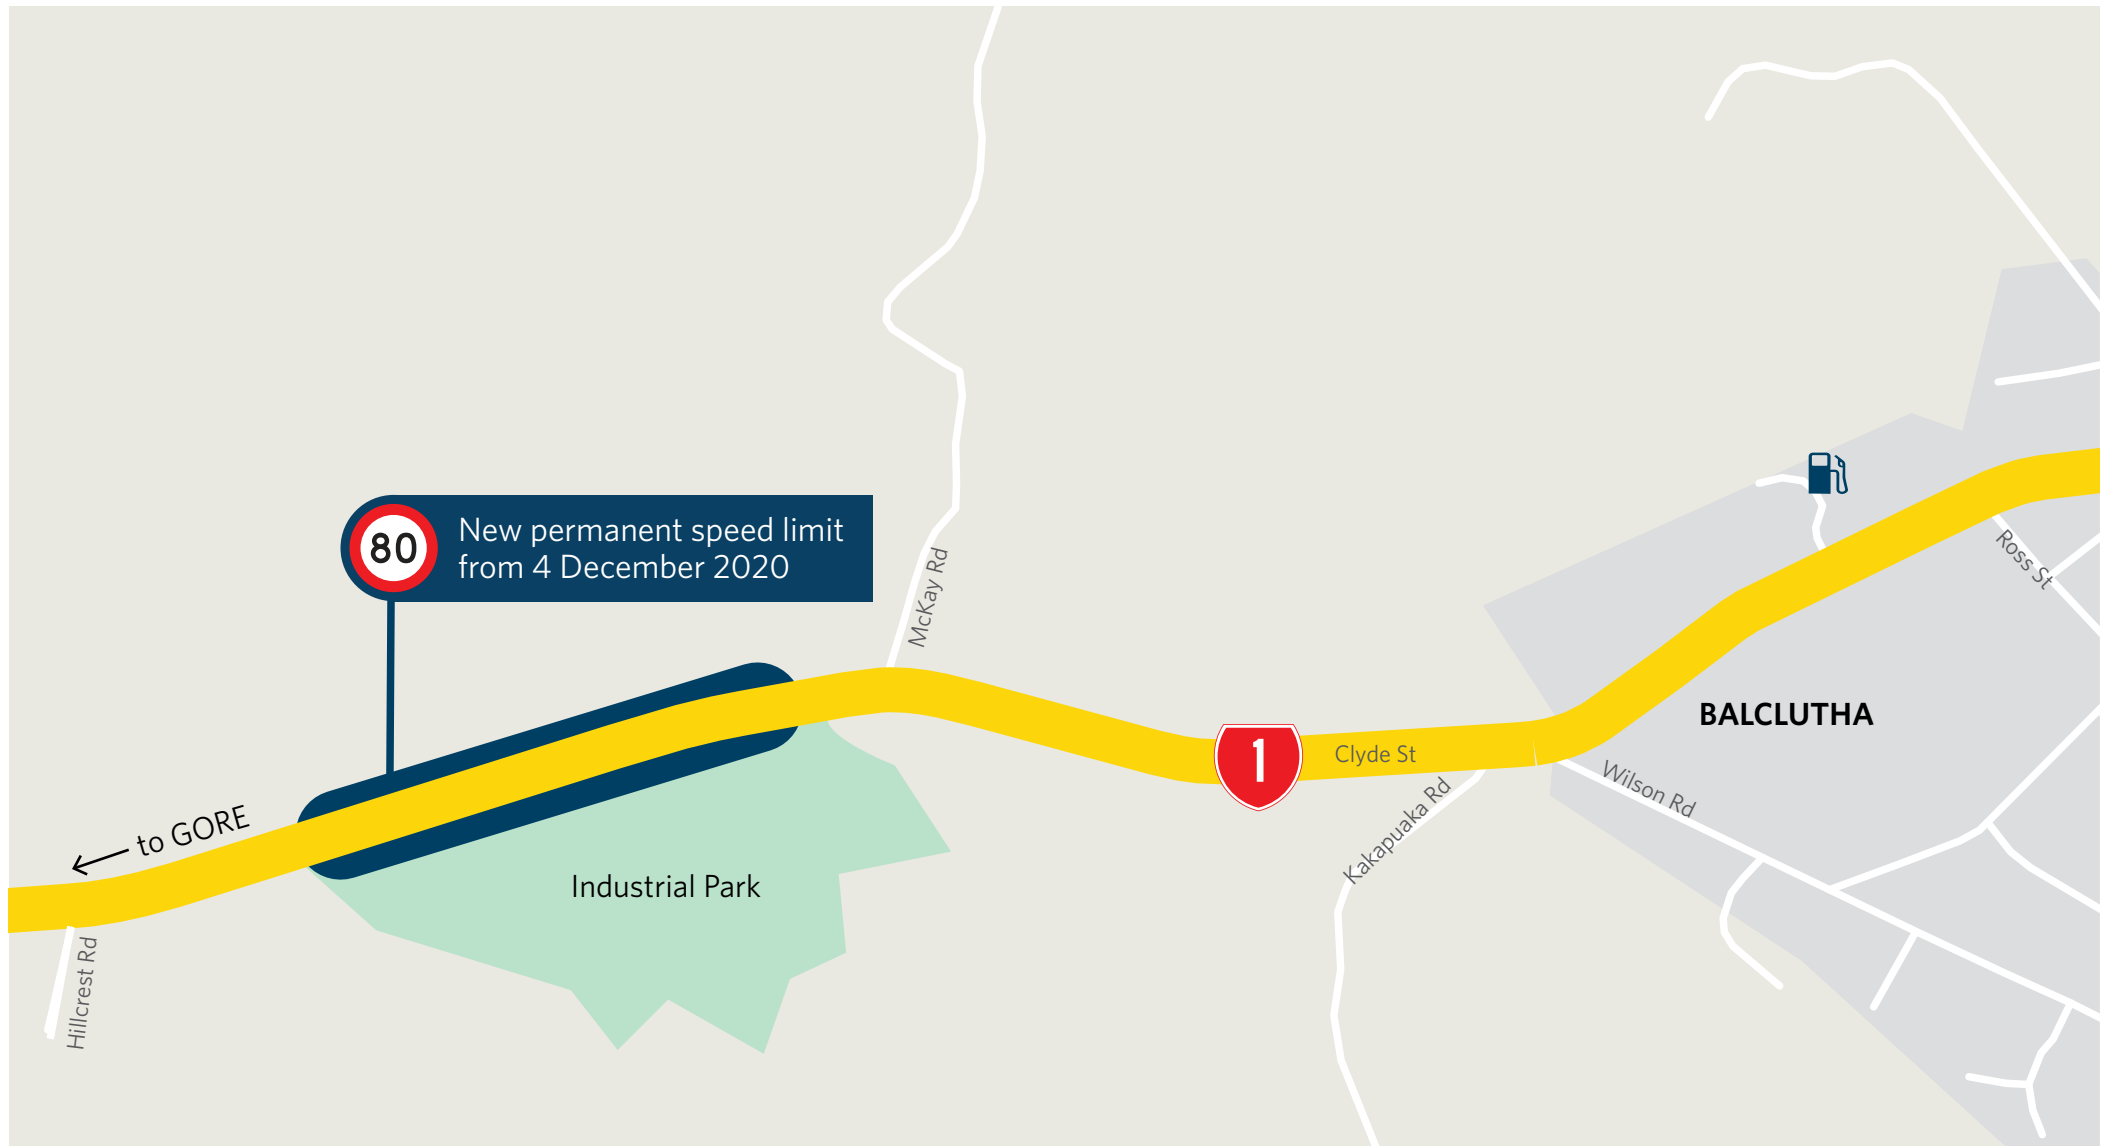 80
New permanent speed limit
from 4 December 2020
McKay Rd
Ross St
BALCLUTHA
1
Clyde St
Wilson Rd
Kakapuaka Rd
to GORE
Industrial Park
Hillcrest Rd